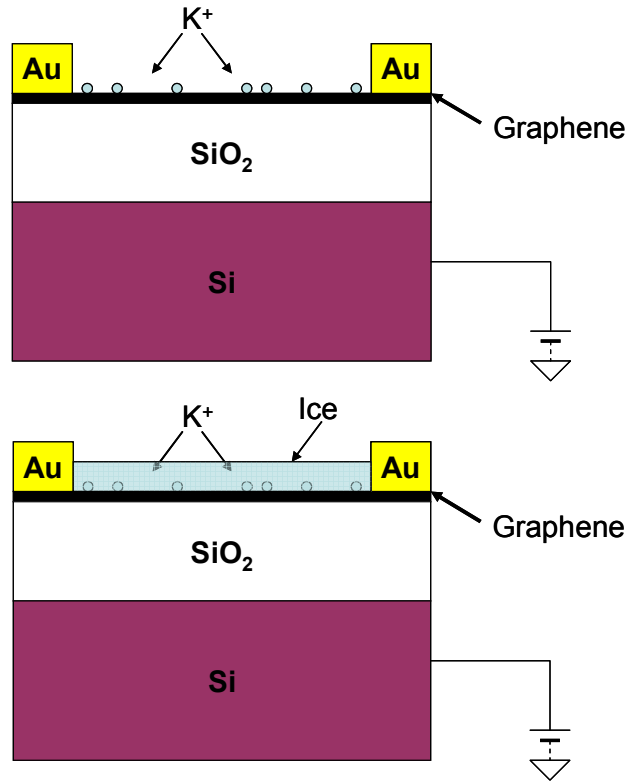 K⁺
Au
Au
Graphene
SiO₂
Si
K⁺
Ice
Au
Au
Graphene
SiO₂
Si